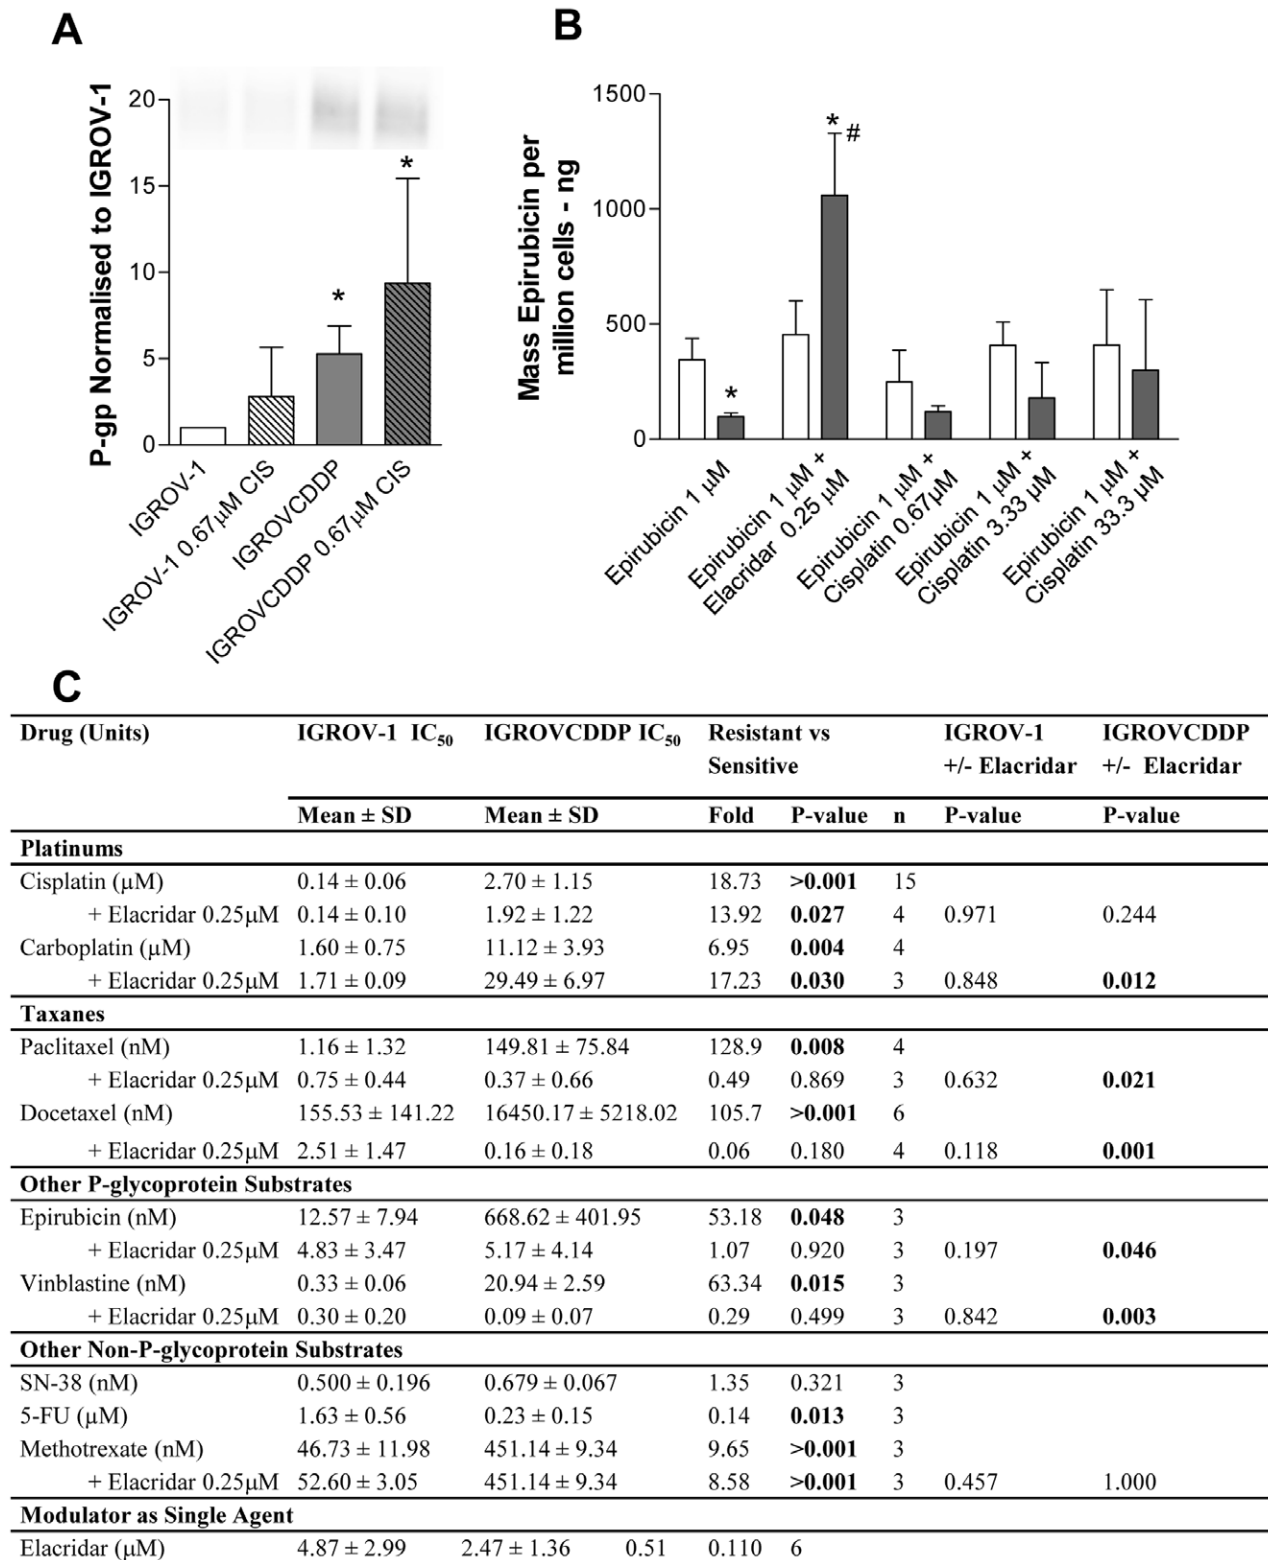 A
B
P-gp Normalised to IGROV-1
20
15
10
5
0
*
*
IGROV-1
IGROV-1 0.67µM CIS
IGROVCDDP
IGROVCDDP 0.67µM CIS
Mass Epirubicin per
million cells - ng
1500
1000
500
0
*
* #
Epirubicin 1 µM
Epirubicin 1 µM +
Elacridar 0.25 µM
Epirubicin 1 µM +
Cisplatin 0.67µM
Epirubicin 1 µM +
Cisplatin 3.33 µM
Epirubicin 1 µM +
Cisplatin 33.3 µM
C
Drug (Units) IGROV-1 IC50 IGROVCDDP IC50 Resistant vs IGROV-1 IGROVCDDP
Sensitive +/- Elacridar +/- Elacridar
Mean ± SD Mean ± SD Fold P-value n P-value P-value
Platinums
Cisplatin (µM) 0.14 ± 0.06 2.70 ± 1.15 18.73 >0.001 15
+ Elacridar 0.25µM 0.14 ± 0.10 1.92 ± 1.22 13.92 0.027 4 0.971 0.244
Carboplatin (µM) 1.60 ± 0.75 11.12 ± 3.93 6.95 0.004 4
+ Elacridar 0.25µM 1.71 ± 0.09 29.49 ± 6.97 17.23 0.030 3 0.848 0.012
Taxanes
Paclitaxel (nM) 1.16 ± 1.32 149.81 ± 75.84 128.9 0.008 4
+ Elacridar 0.25µM 0.75 ± 0.44 0.37 ± 0.66 0.49 0.869 3 0.632 0.021
Docetaxel (nM) 155.53 ± 141.22 16450.17 ± 5218.02 105.7 >0.001 6
+ Elacridar 0.25µM 2.51 ± 1.47 0.16 ± 0.18 0.06 0.180 4 0.118 0.001
Other P-glycoprotein Substrates
Epirubicin (nM) 12.57 ± 7.94 668.62 ± 401.95 53.18 0.048 3
+ Elacridar 0.25µM 4.83 ± 3.47 5.17 ± 4.14 1.07 0.920 3 0.197 0.046
Vinblastine (nM) 0.33 ± 0.06 20.94 ± 2.59 63.34 0.015 3
+ Elacridar 0.25µM 0.30 ± 0.20 0.09 ± 0.07 0.29 0.499 3 0.842 0.003
Other Non-P-glycoprotein Substrates
SN-38 (nM) 0.500 ± 0.196 0.679 ± 0.067 1.35 0.321 3
5-FU (µM) 1.63 ± 0.56 0.23 ± 0.15 0.14 0.013 3
Methotrexate (nM) 46.73 ± 11.98 451.14 ± 9.34 9.65 >0.001 3
+ Elacridar 0.25µM 52.60 ± 3.05 451.14 ± 9.34 8.58 >0.001 3 0.457 1.000
Modulator as Single Agent
Elacridar (µM) 4.87 ± 2.99 2.47 ± 1.36 0.51 0.110 6